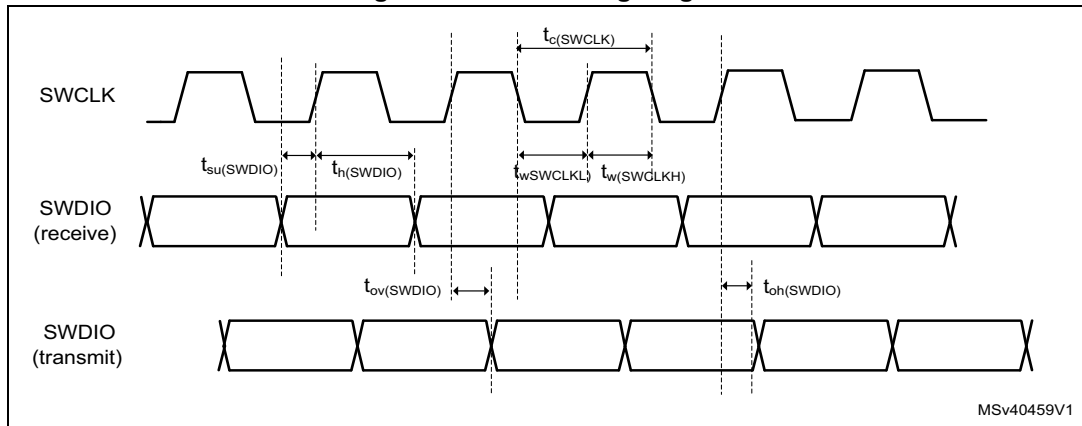 tc(SWCLK)
SWCLK
tsu(SWDIO) th(SWDIO) twSWCLKL) tw(SWCLKH)
SWDIO
(receive)
tov(SWDIO) toh(SWDIO)
SWDIO
(transmit)
MSv40459V1